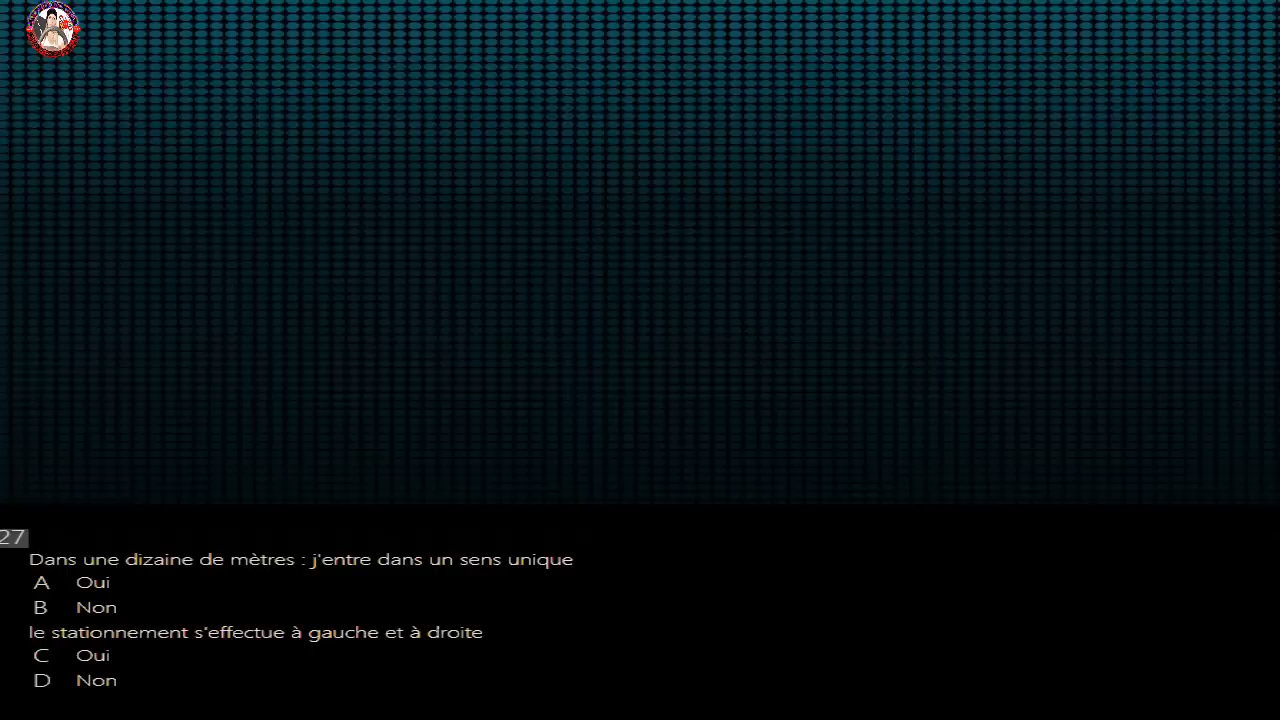 27
Dans une dizaine de mètres : j'entre dans un sens unique
A Oui
B Non
le stationnement s'effectue à gauche et à droite
C Oui
D Non